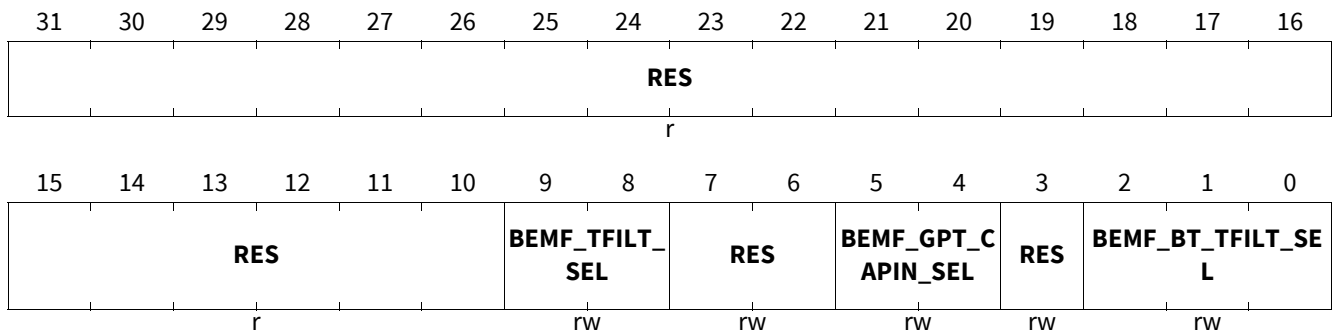 31 30 29 28 27 26 25 24 23 22 21 20 19 18 17 16
RES
r
15 14 13 12 11 10 9 8 7 6 5 4 3 2 1 0
RES BEMF_TFILT_ RES BEMF_GPT_C RES BEMF_BT_TFILT_SE
SEL APIN_SEL L
r rw rw rw rw rw